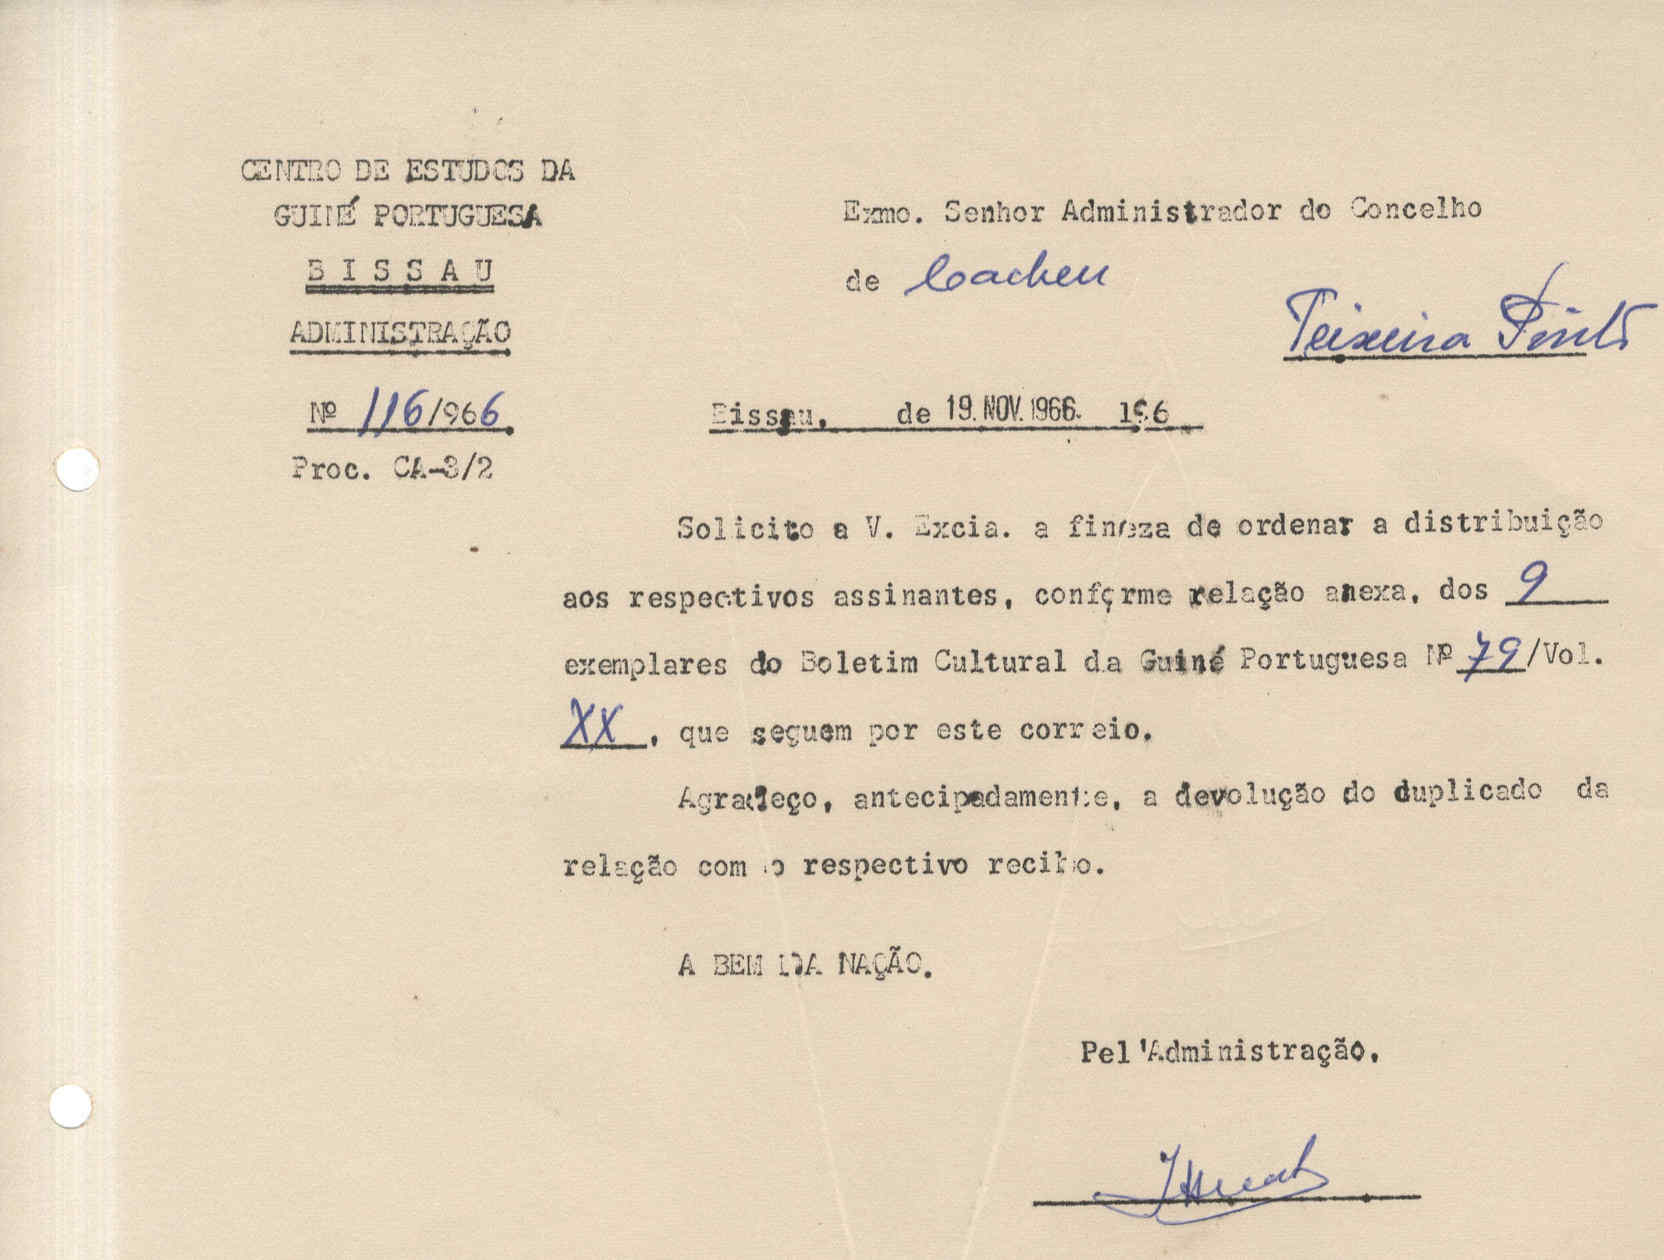 CENTRO DE ESTUDOS DA
GUINÉ PORTUGUESA
B I S S A U
ADMINISTRAÇÃO
Nº 116/966.
Proc. CA-3/2
Exmo. Senhor Administrador do Concelho
de Cacheu
Teixeira Pinto
Bissau, de 19. NOV. 1966. 196
Solicito a V. Excia. a fineza de ordenar a distribuição
aos respectivos assinantes, conforme relação anexa, dos 9
exemplares do Boletim Cultural da Guiné Portuguesa Nº 79/Vol.
XX, que seguem por este correio.
Agradeço, antecipadamente, a devolução do duplicado da
relação com o respectivo recibo.
A BEM DA NAÇÃO.
Pel'Administração.